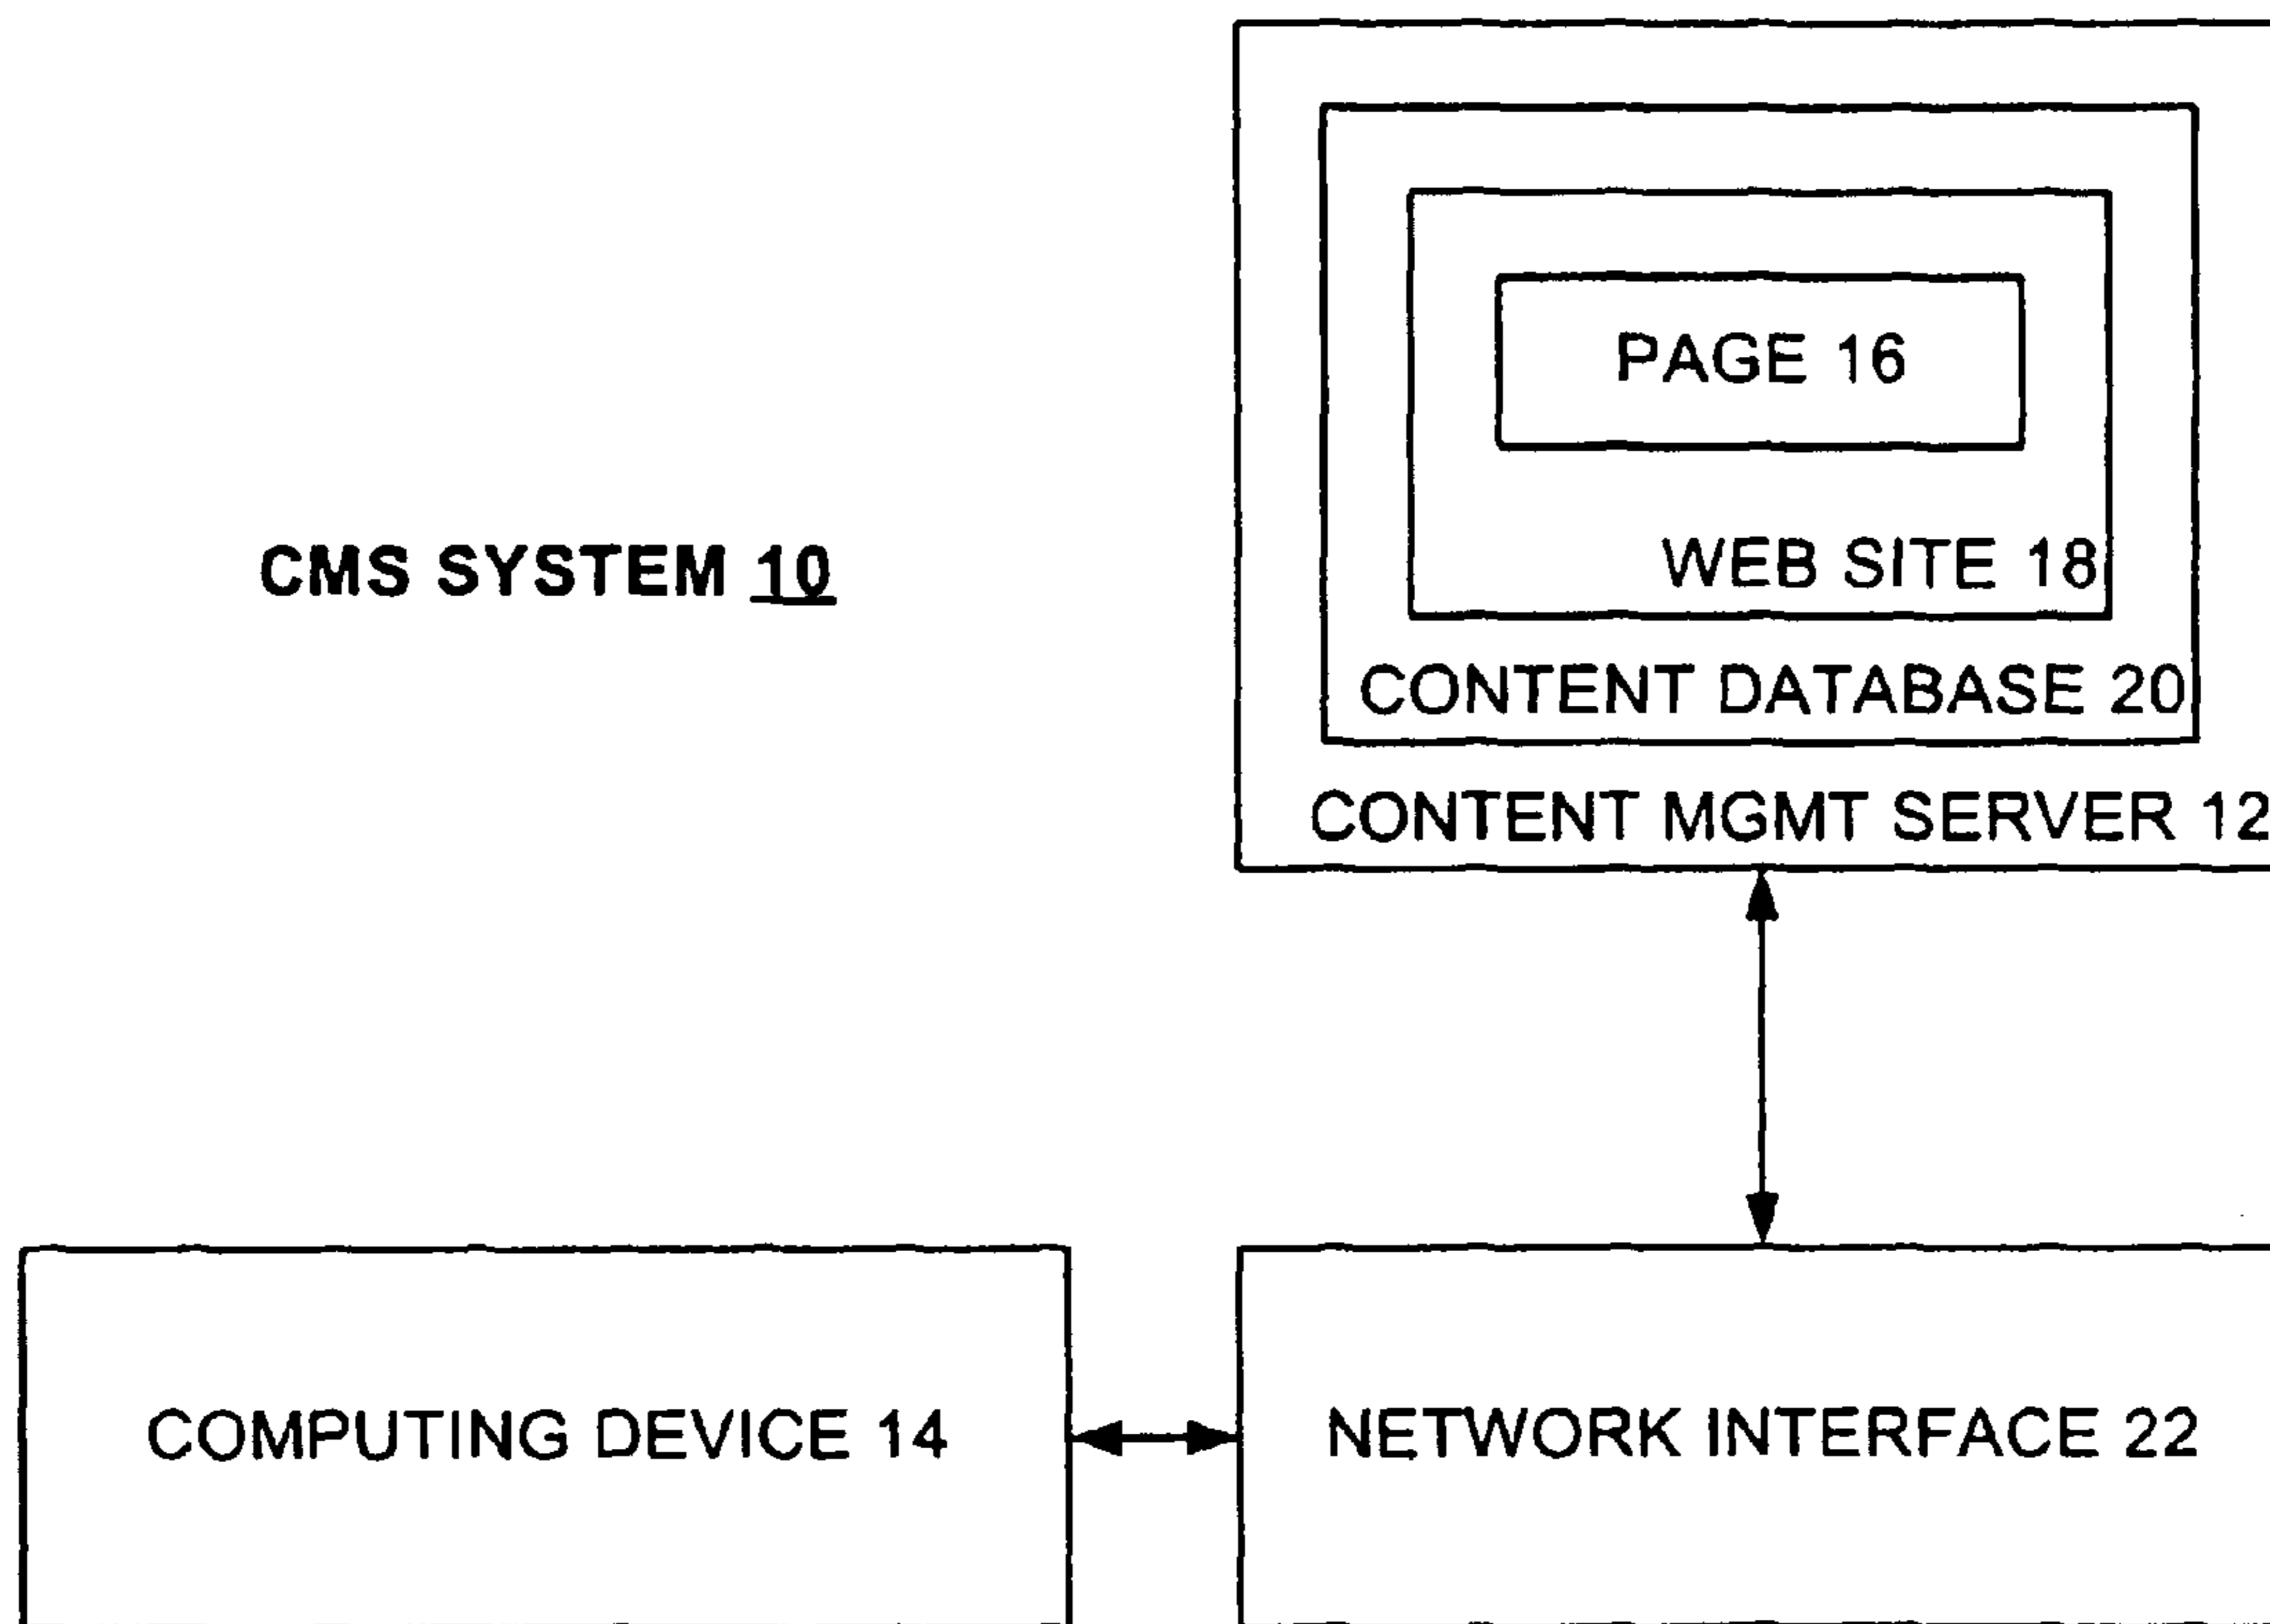 PAGE 16
WEB SITE 18
CMS SYSTEM 10
CONTENT DATABASE 20
CONTENT MGMT SERVER 12
COMPUTING DEVICE 14
NETWORK INTERFACE 22